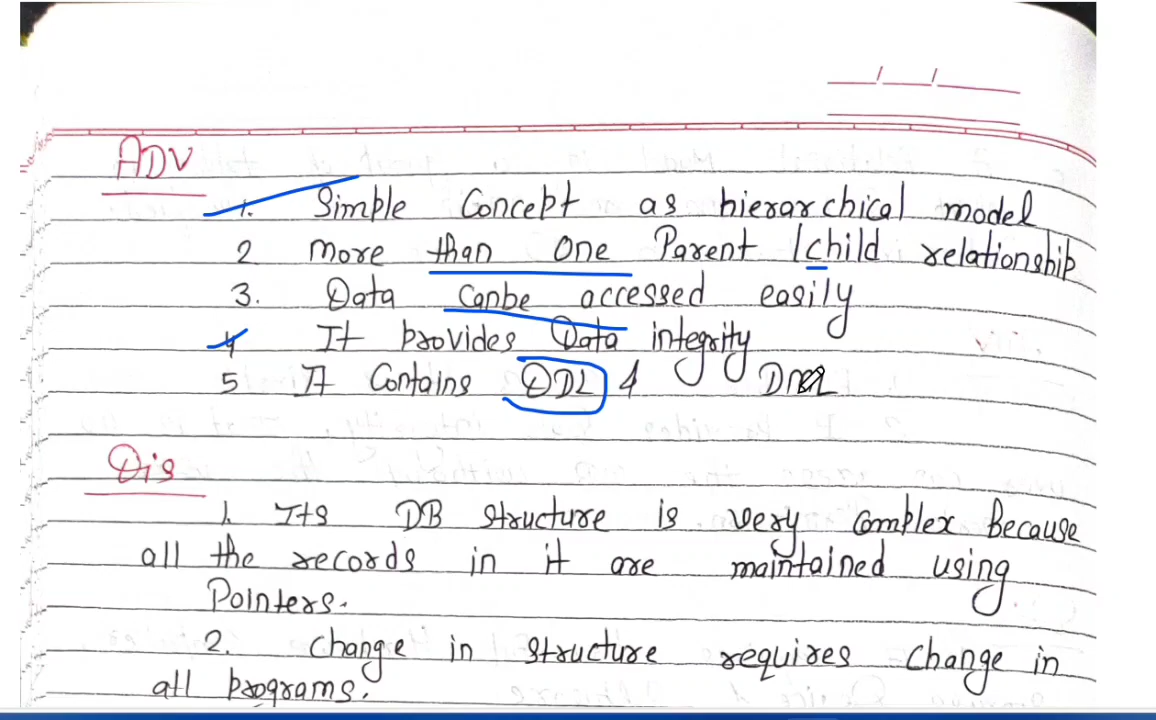 ADV
1. Simple Concept as hierarchical model
2 more than one Parent / child relationship
3. Data canbe accessed easily
4 It provides Data integrity
5 It Contains DDL &
Dis
1. Its DB structure is very complex Because
all the records in it are maintained using
Pointers.
2. change in structure requires change in
all programs.